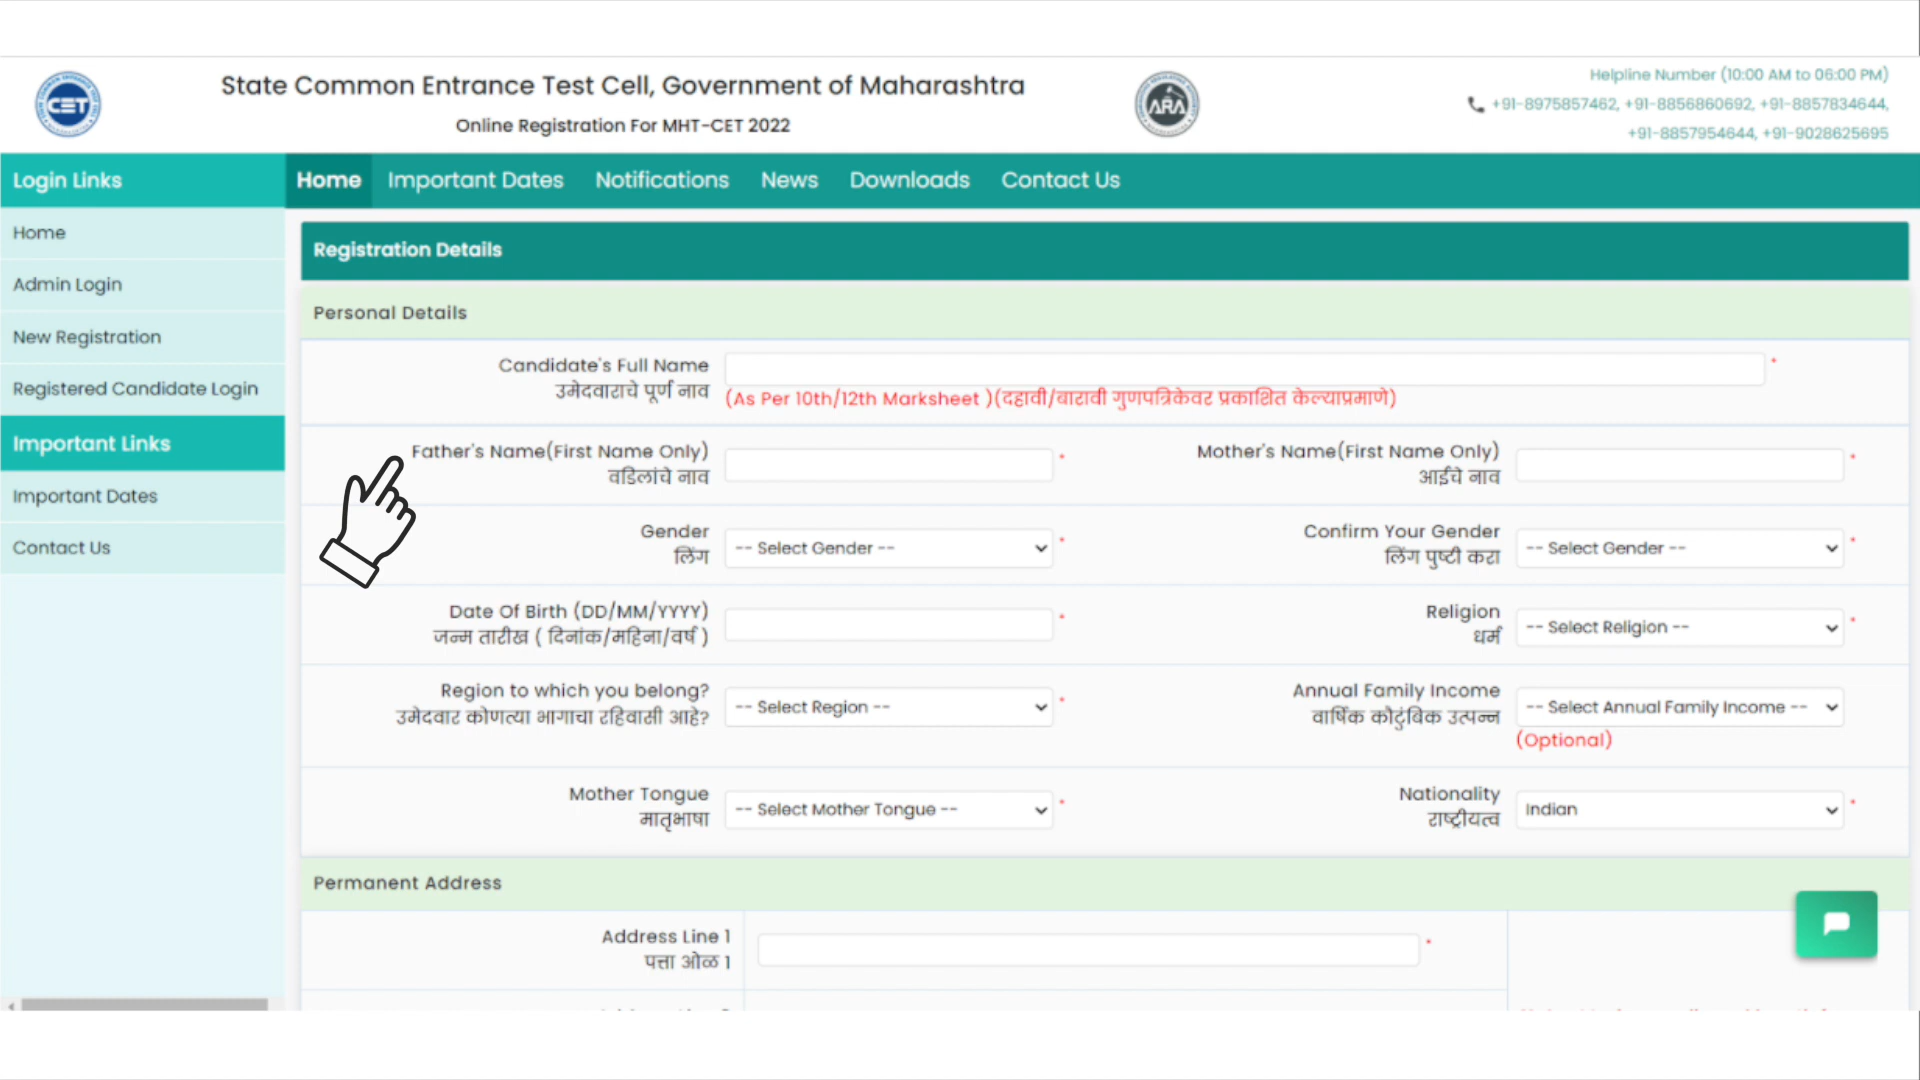 CET
State Common Entrance Test Cell, Government of Maharashtra
Online Registration For MHT-CET 2022
ARA
Helpline Number (10:00 AM to 06:00 PM)
+91-8975857462, +91-8856860692, +91-8857834644,
+91-8857954644, +91-9028625695
Login Links
Home Important Dates Notifications News Downloads Contact Us
Home
Admin Login
New Registration
Registered Candidate Login
Important Links
Important Dates
Contact Us
Registration Details
Personal Details
Candidate's Full Name
उमेदवाराचे पूर्ण नाव
*
(As Per 10th/12th Marksheet )(दहावी/बारावी गुणपत्रिकेवर प्रकाशित केल्याप्रमाणे)
Father's Name(First Name Only)
वडिलांचे नाव
*
Mother's Name(First Name Only)
आईचे नाव
*
Gender
लिंग
-- Select Gender --
*
Confirm Your Gender
लिंग पुष्टी करा
-- Select Gender --
*
Date Of Birth (DD/MM/YYYY)
जन्म तारीख ( दिनांक/महिना/वर्ष )
*
Religion
धर्म
-- Select Religion --
*
Region to which you belong?
उमेदवार कोणत्या भागाचा रहिवासी आहे?
-- Select Region --
*
Annual Family Income
वार्षिक कौटुंबिक उत्पन्न
-- Select Annual Family Income --
(Optional)
Mother Tongue
मातृभाषा
-- Select Mother Tongue --
*
Nationality
राष्ट्रीयत्व
Indian
*
Permanent Address
Address Line 1
पत्ता ओळ 1
*